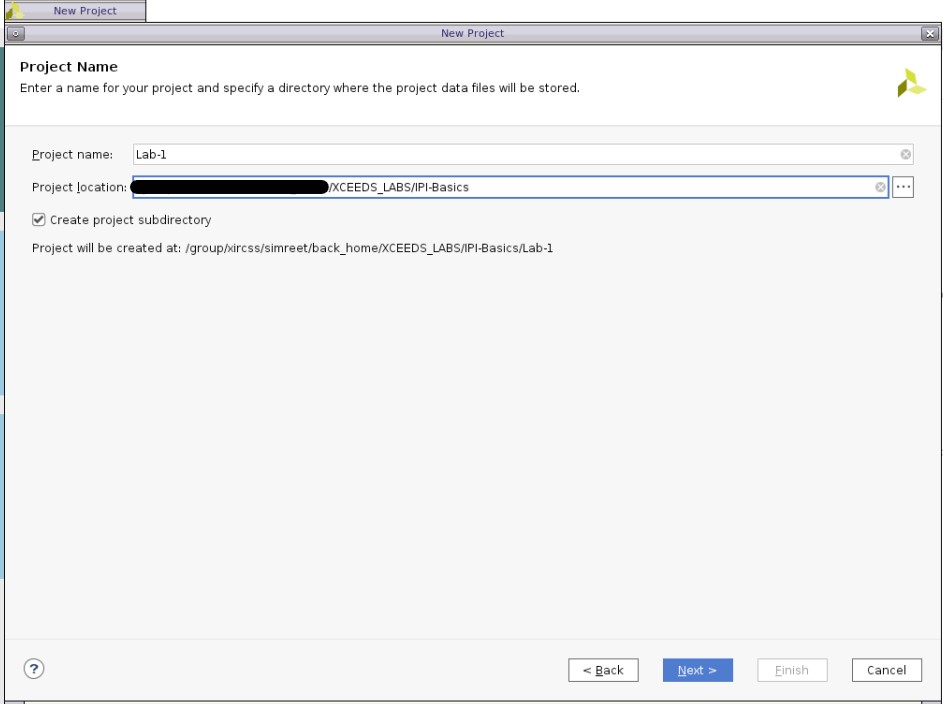 New Project
New Project
Project Name
Enter a name for your project and specify a directory where the project data files will be stored.
Project name: Lab-1
Project location: /XCEEDS_LABS/IPI-Basics ...
Create project subdirectory
Project will be created at: /group/xircss/simreet/back_home/XCEEDS_LABS/IPI-Basics/Lab-1
? < Back Next > Finish Cancel